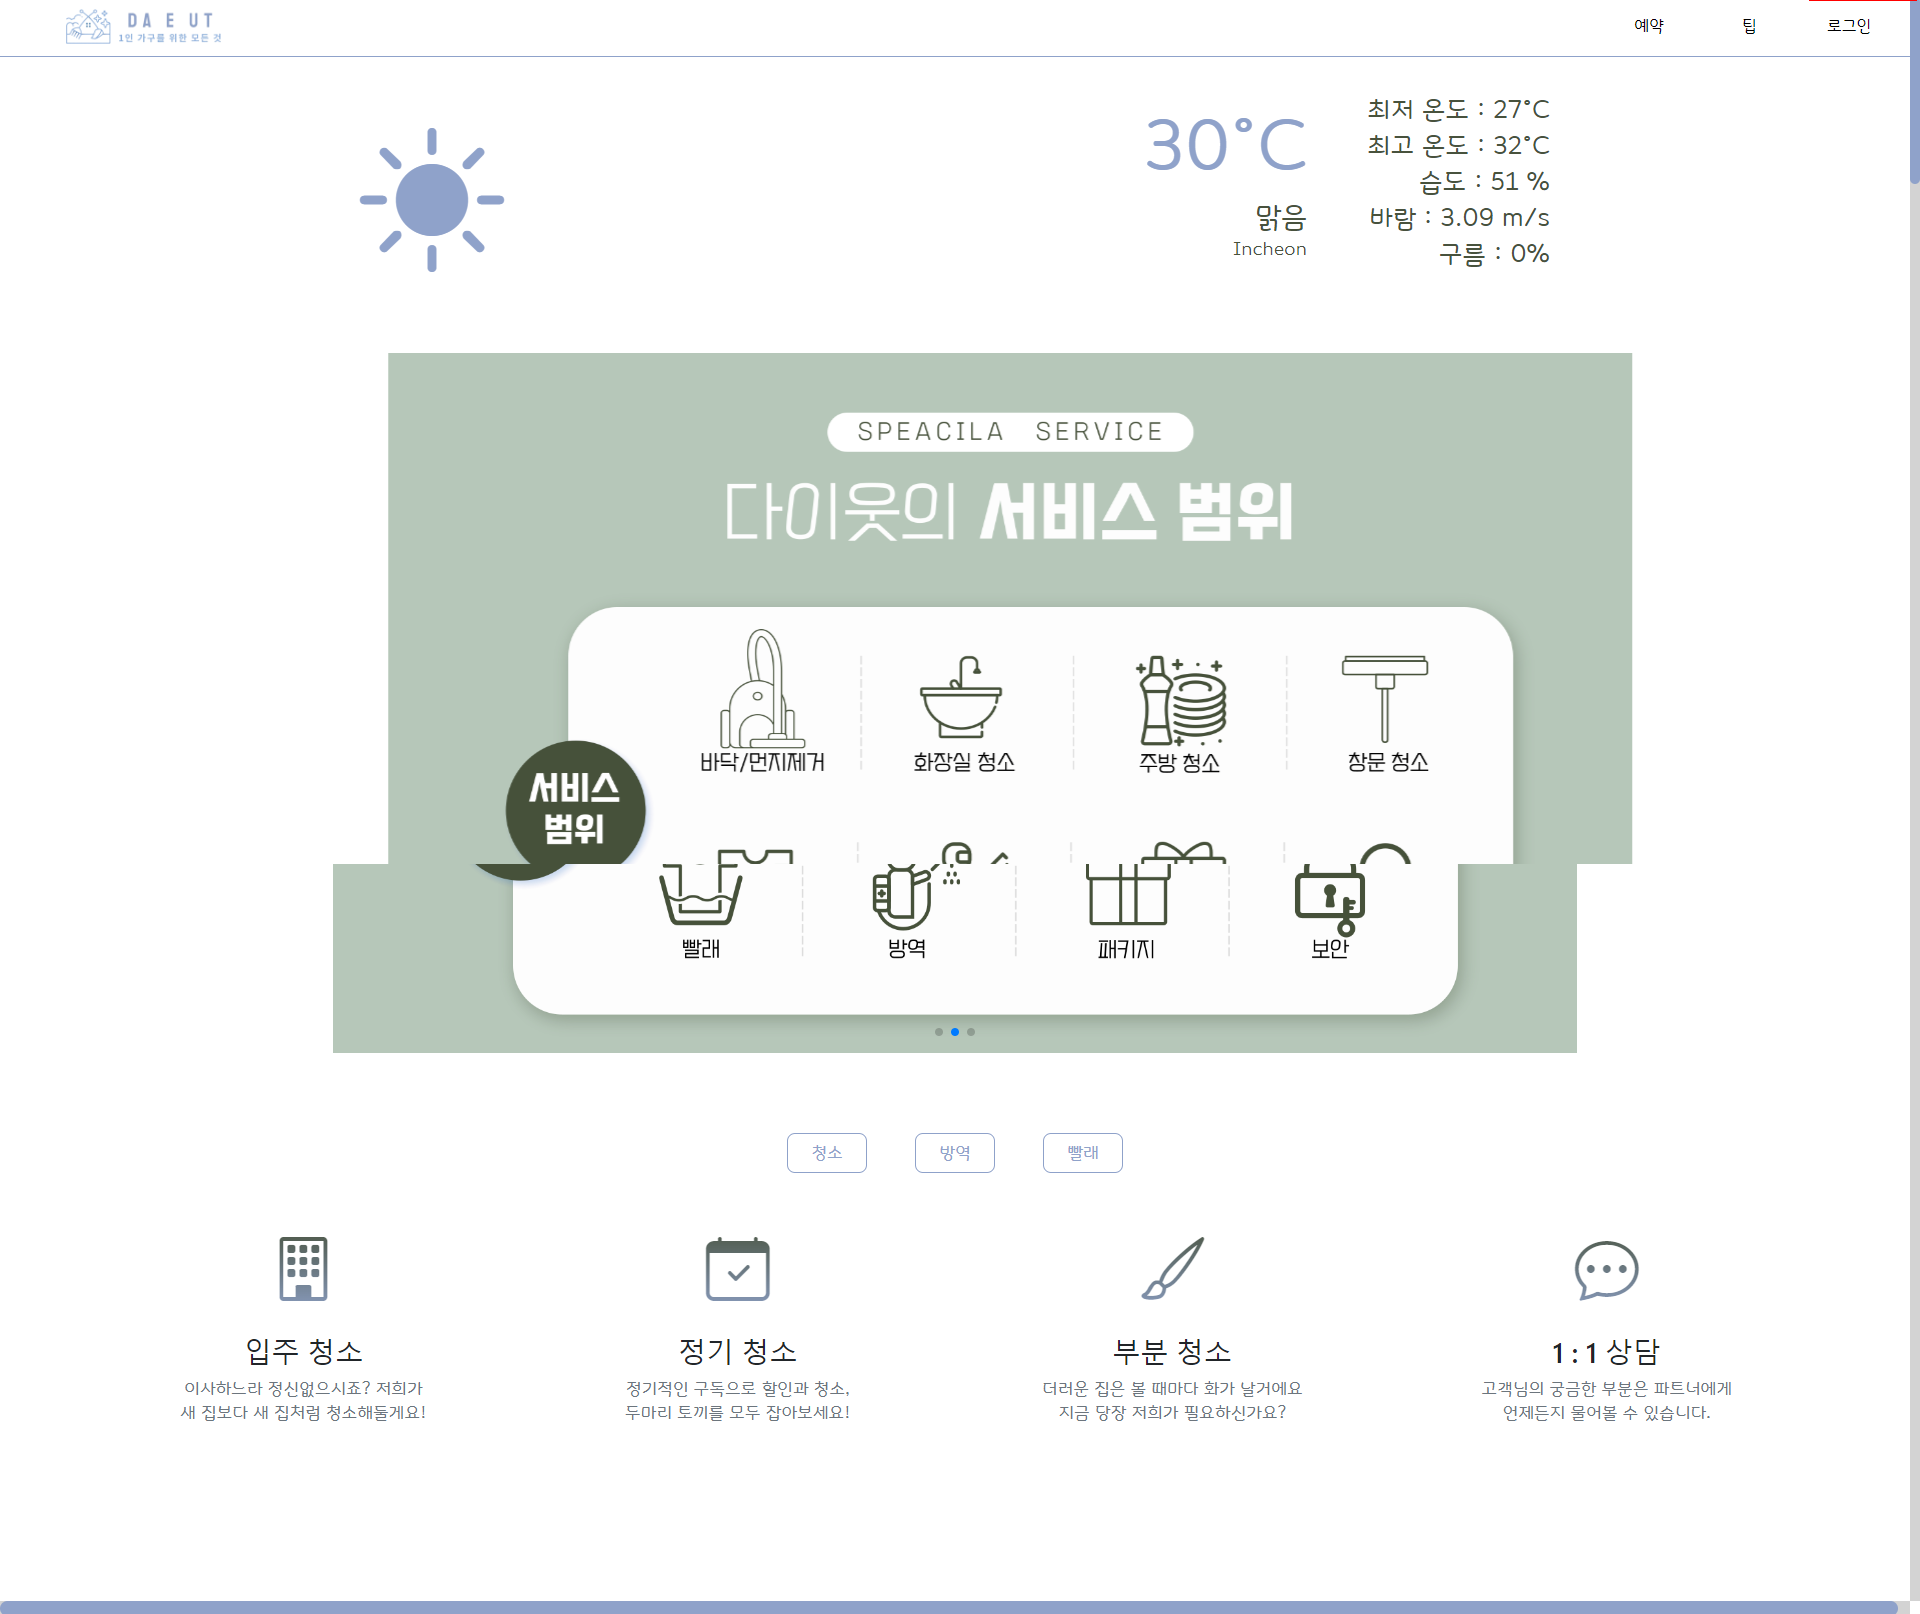 DA E UT
1인 가구를 위한 모든 것
예약
팁
로그인
30°C
맑음
Incheon
최저 온도 : 27°C
최고 온도 : 32°C
습도 : 51 %
바람 : 3.09 m/s
구름 : 0%
SPEACILA SERVICE
다이웃의 서비스 범위
서비스
범위
바닥/먼지제거
화장실 청소
주방 청소
창문 청소
빨래
방역
패키지
보안
청소
방역
빨래
입주 청소
이사하느라 정신없으시죠? 저희가
새 집보다 새 집처럼 청소해둘게요!
정기 청소
정기적인 구독으로 할인과 청소,
두마리 토끼를 모두 잡아보세요!
부분 청소
더러운 집은 볼 때마다 화가 날거에요
지금 당장 저희가 필요하신가요?
1:1 상담
고객님의 궁금한 부분은 파트너에게
언제든지 물어볼 수 있습니다.